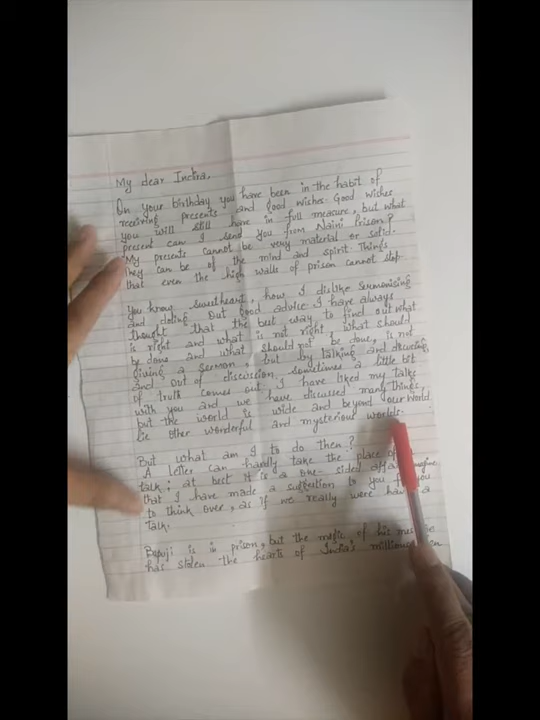 My dear Indira,
On your birthday you have been in the habit of
receiving presents and good wishes. Good wishes
you will still have in full measure, but what
present can I send you from Naini Prison?
My presents cannot be very material or solid.
They can be of the mind and spirit. Things
that even the high walls of prison cannot stop.
You know, sweetheart, how I dislike sermonising
and doling out good advice I have always
thought that the best way to find out what
is right and what is not right, what should
be done and what should not be done, is not
giving a sermon, but by talking and discussing,
and out of discussion sometimes a little bit
of truth comes out. I have liked my talks
with you and we have discussed many things,
but the world is wide and beyond your world
lie other wonderful and mysterious worlds.
But what am I to do then?
A letter can hardly take the place of a
talk; at best it is a one-sided affair. Imagine
that I have made a suggestion to you for you
to think over, as if we really were having a
talk.
Bapuji is in prison, but the magic of his
has stolen the hearts of India's millions